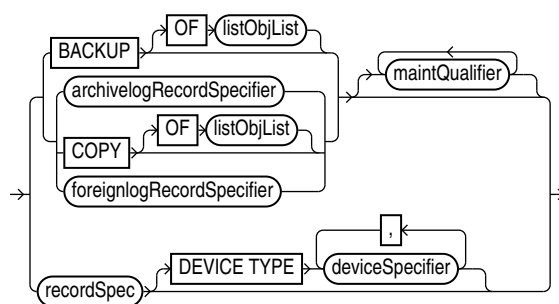 OF listObjList
BACKUP
maintQualifier
archivelogRecordSpecifier
OF listObjList
COPY
foreignlogRecordSpecifier
,
DEVICE TYPE deviceSpecifier
recordSpec